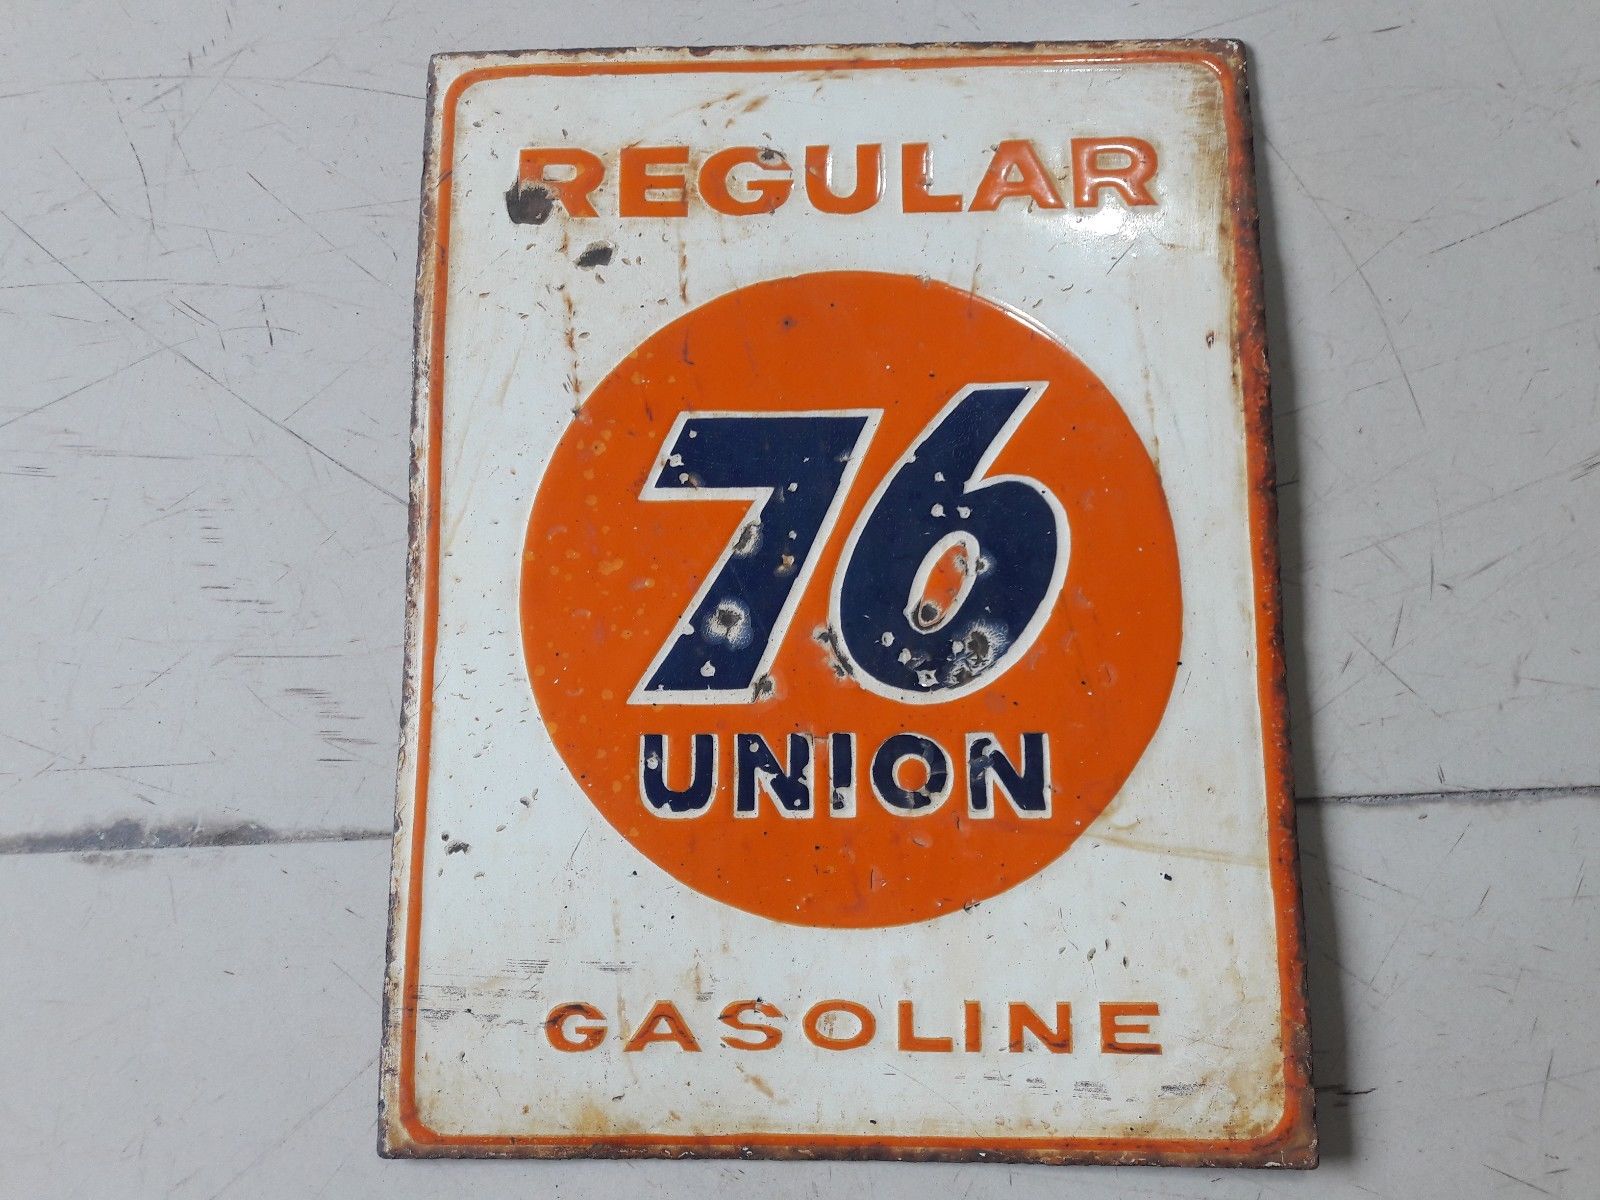 REGULAR
76
UNION
GASOLINE